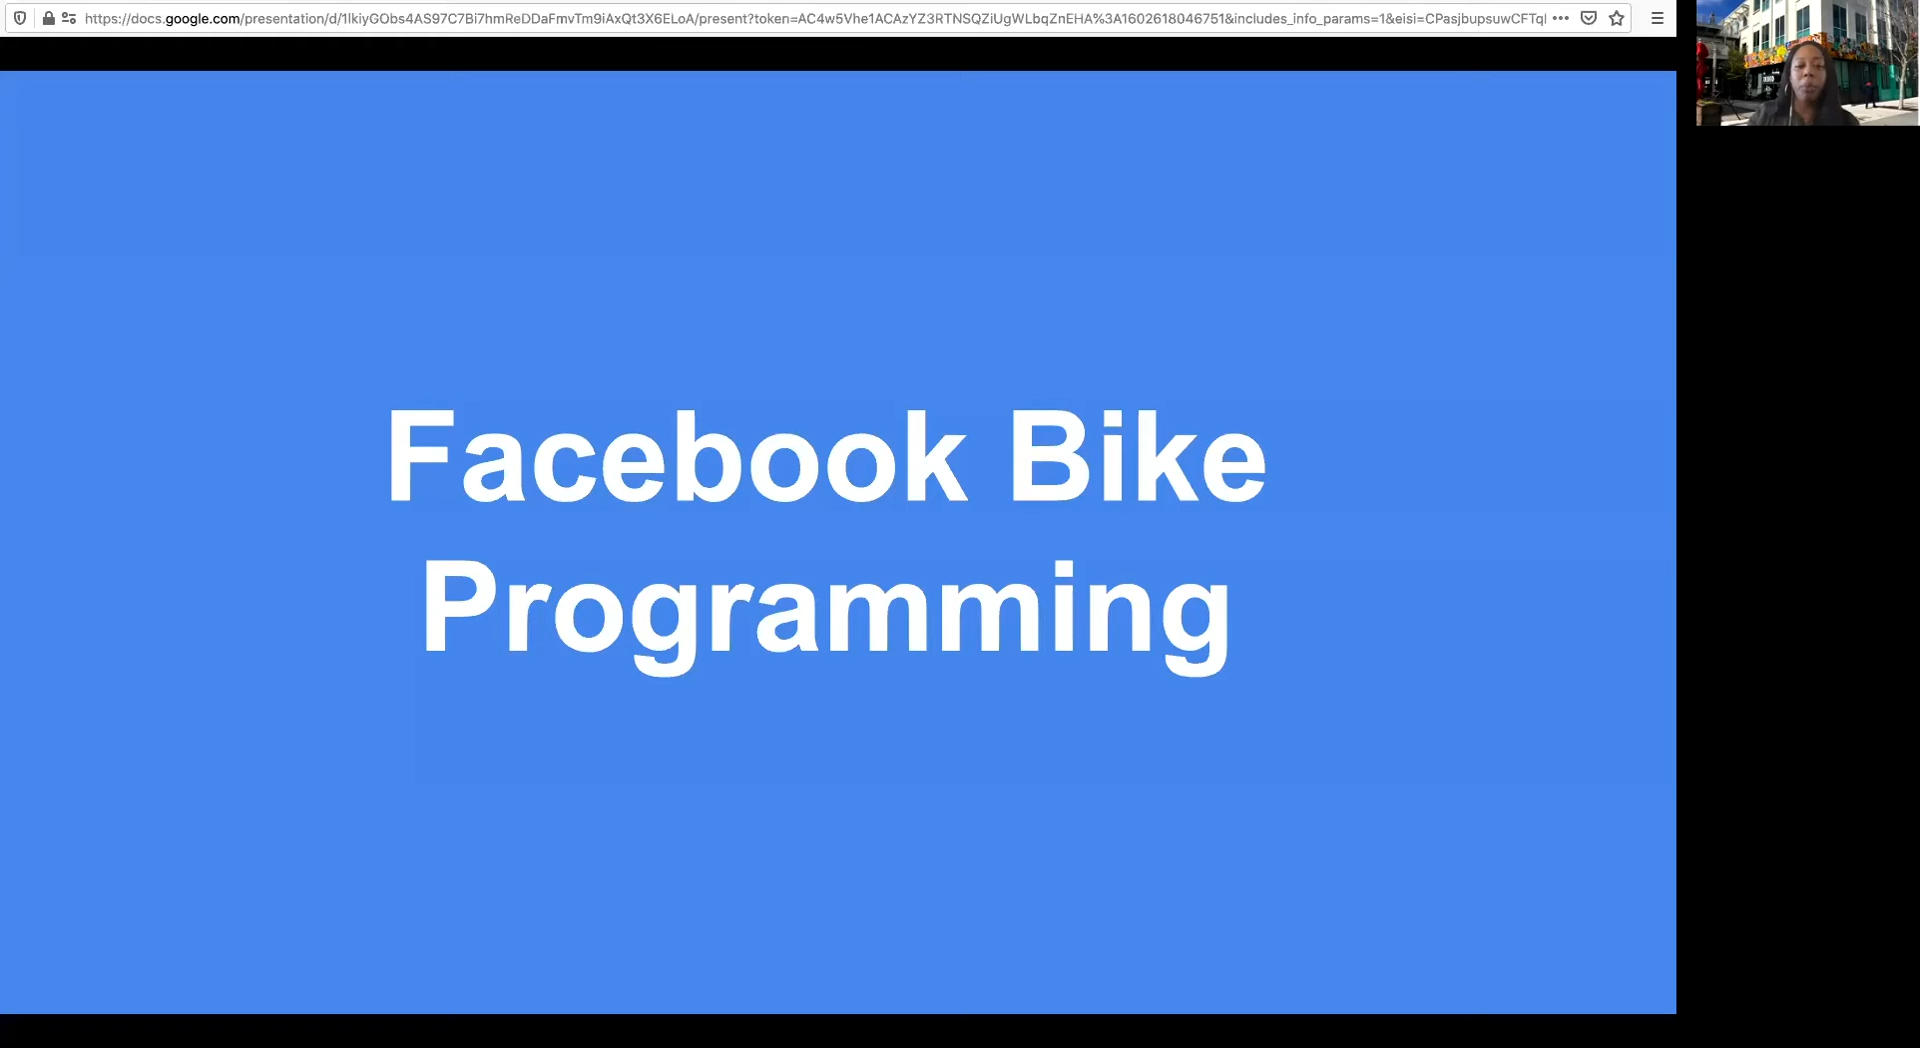 https://docs.google.com/presentation/d/1lkiyGObs4AS97C7Bi7hmReDDaFmvTm9iAxQt3X6ELoA/present?token=AC4w5Vhe1ACAzYZ3RTNSQZiUgWLbqZnEHA%3A1602618046751&includes_info_params=1&eisi=CPasjbupsuwCFTql
Facebook Bike
Programming